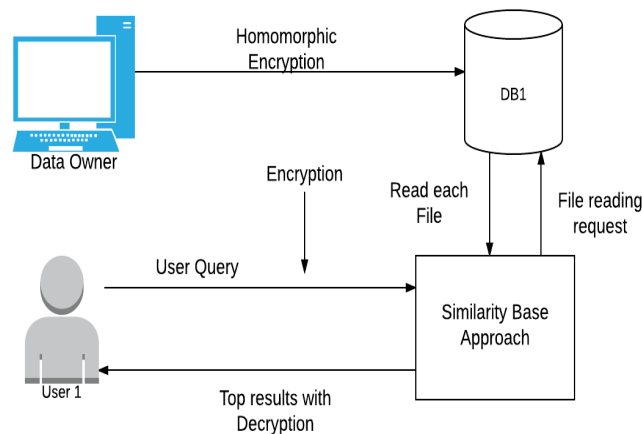 Homomorphic
Encryption
DB1
Data Owner
Encryption
Read each
File
File reading
request
User Query
Similarity Base
Approach
User 1
Top results with
Decryption